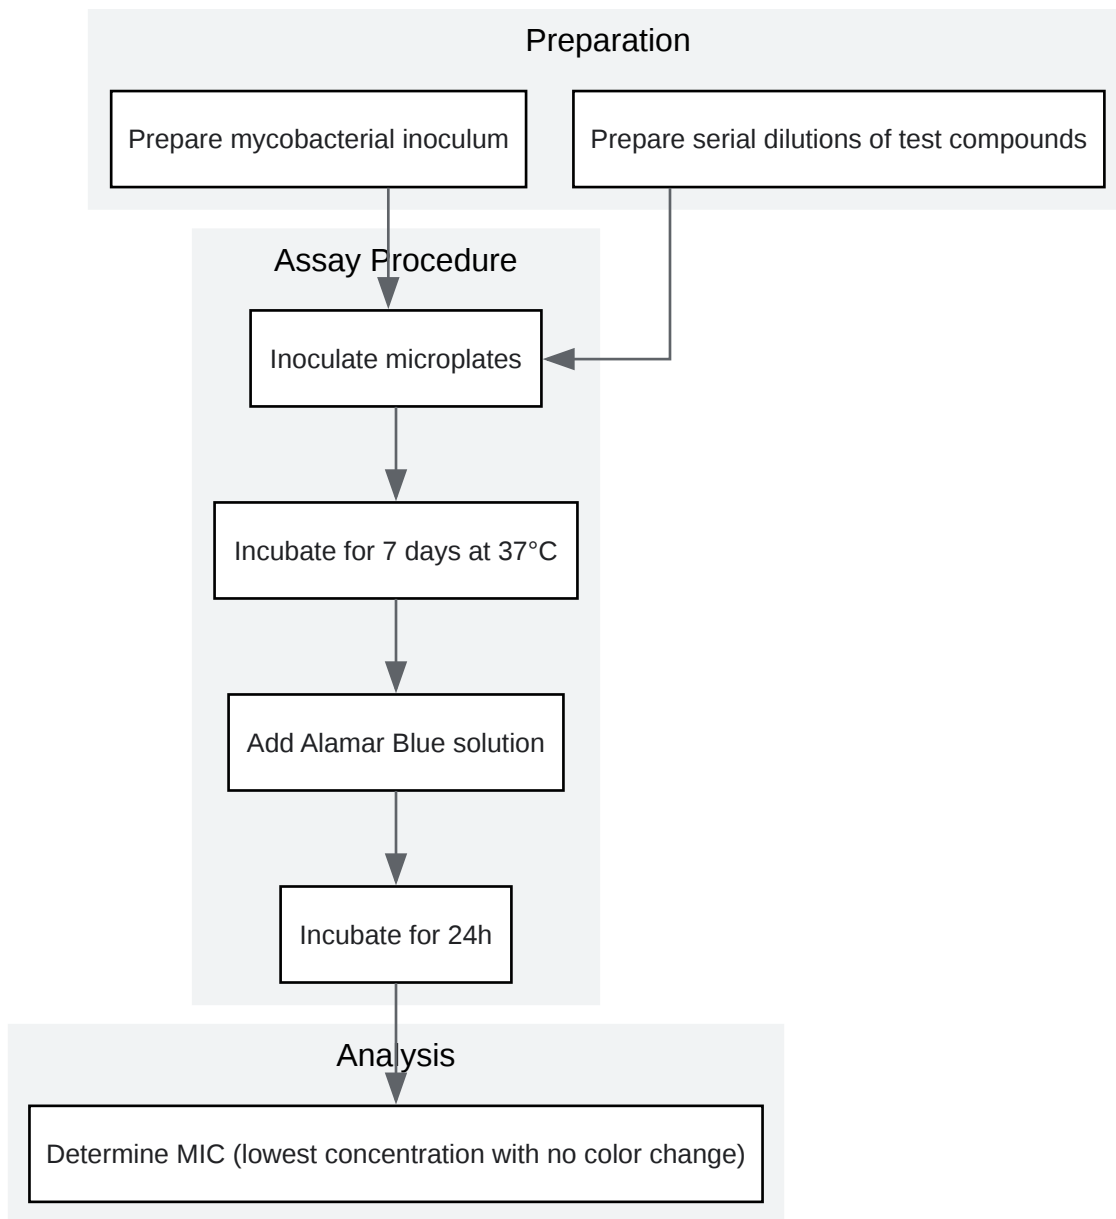 Preparation
Prepare mycobacterial inoculum
Prepare serial dilutions of test compounds
Assay Procedure
Inoculate microplates
Incubate for 7 days at 37°C
Add Alamar Blue solution
Incubate for 24h
Analysis
Determine MIC (lowest concentration with no color change)